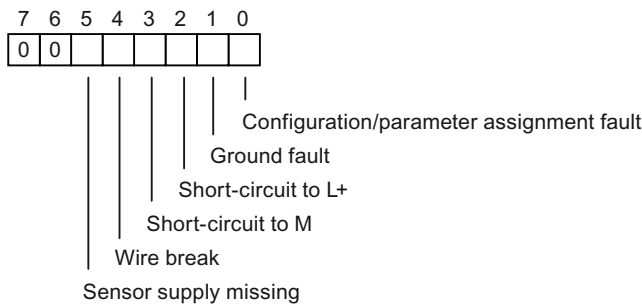 7 6 5 4 3 2 1 0
0 0
Configuration/parameter assignment fault
Ground fault
Short-circuit to L+
Short-circuit to M
Wire break
Sensor supply missing